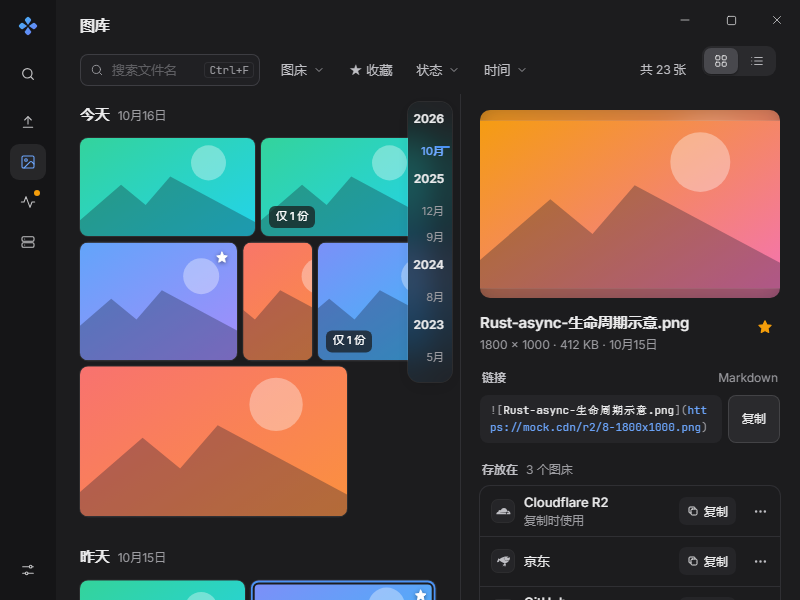 图库
搜索文件名 Ctrl+F
图床
★ 收藏
状态
时间
共 23 张
今天 10月16日
仅 1 份
仅 1 份
昨天 10月15日
2026
10月
2025
12月
9月
2024
8月
2023
5月
Rust-async-生命周期示意.png
1800 × 1000 · 412 KB · 10月15日
链接 Markdown
![Rust-async-生命周期示意.png](htt
ps://mock.cdn/r2/8-1800x1000.png)
复制
存放在 3 个图床
Cloudflare R2
复制时使用
复制
京东
复制